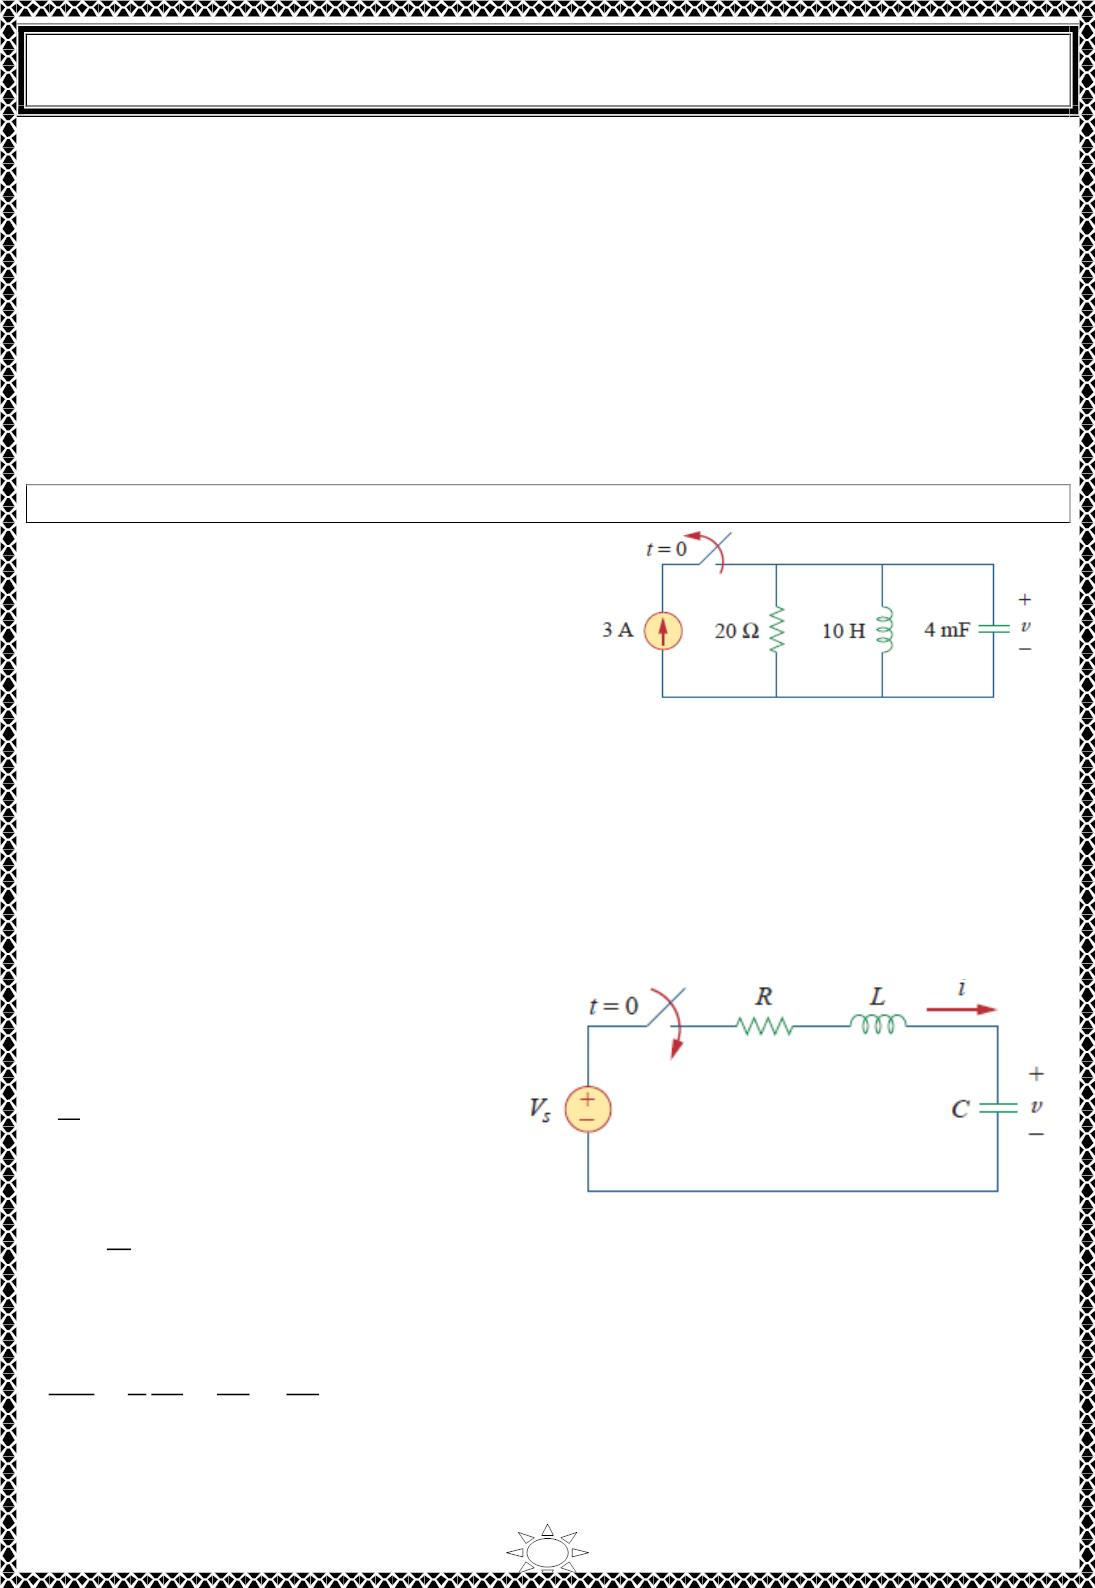 t = 0
3 A
20 Ω
10 H
4 mF
+
v
−
t = 0
R
L
i
V_s
+
−
C
+
v
−